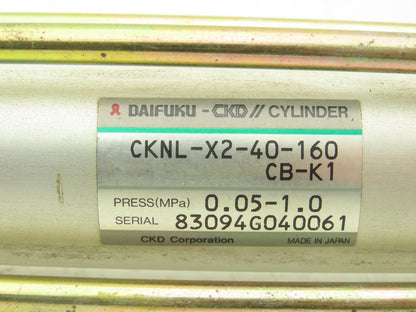 DAIFUKU -CKD// CYLINDER
CKNL-X2-40-160
CB-K1
PRESS(MPa) 0.05-1.0
SERIAL 83094G040061
CKD Corporation MADE IN JAPAN